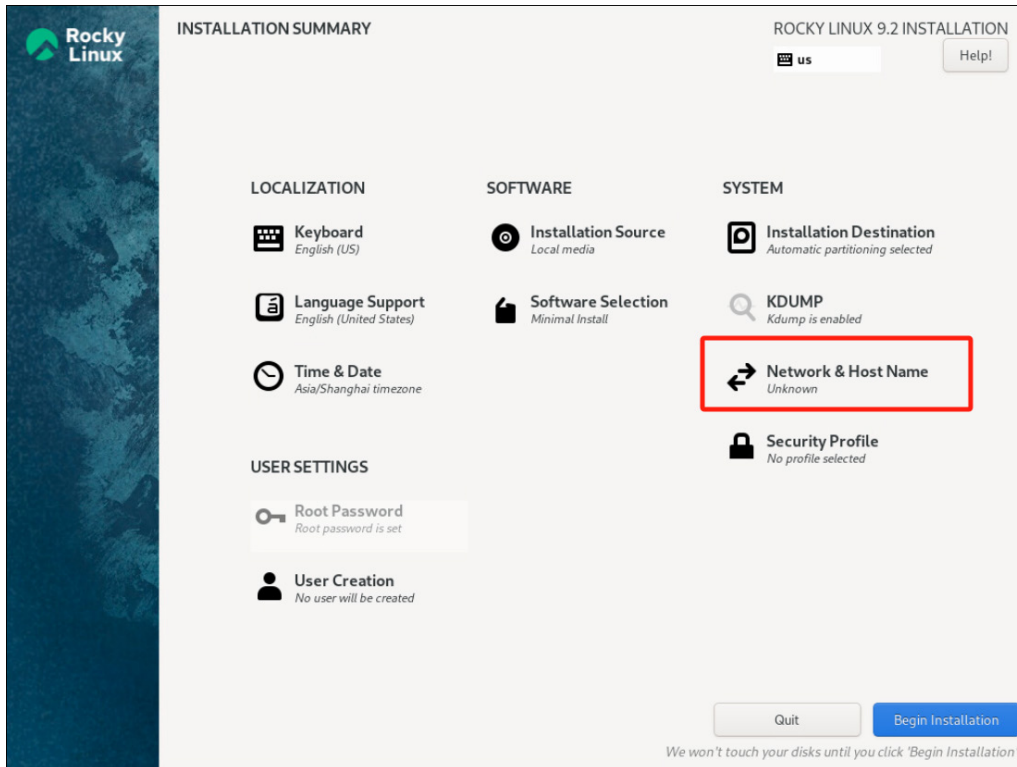 Rocky
Linux
INSTALLATION SUMMARY
ROCKY LINUX 9.2 INSTALLATION
us
Help!
LOCALIZATION
Keyboard
English (US)
Language Support
English (United States)
Time & Date
Asia/Shanghai timezone
SOFTWARE
Installation Source
Local media
Software Selection
Minimal Install
SYSTEM
Installation Destination
Automatic partitioning selected
KDUMP
Kdump is enabled
Network & Host Name
Unknown
Security Profile
No profile selected
USER SETTINGS
Root Password
Root password is set
User Creation
No user will be created
Quit
Begin Installation
We won't touch your disks until you click 'Begin Installation'